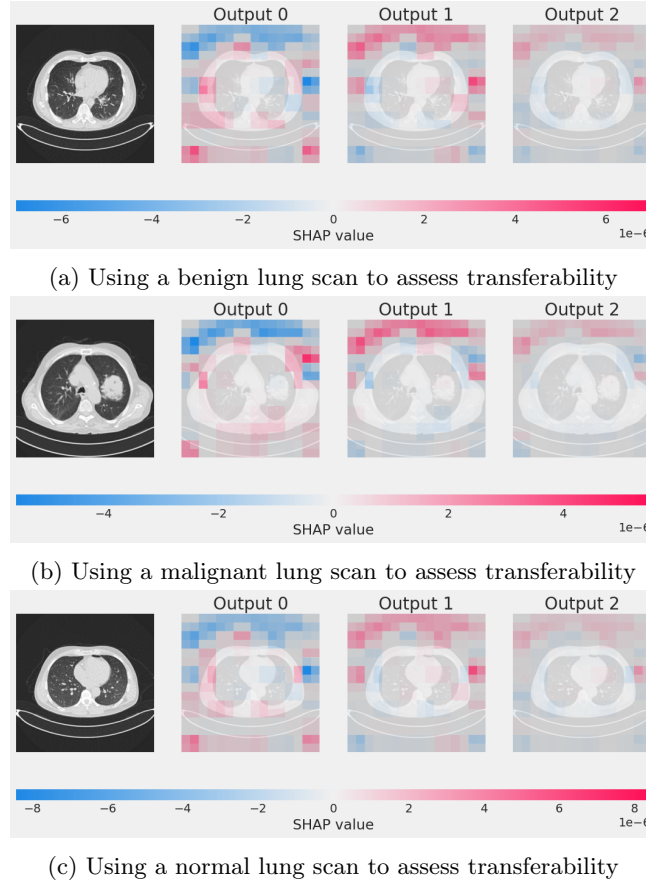 Output 0 Output 1 Output 2
−6 −4 −2 0 2 4 6
1e−6
SHAP value
(a) Using a benign lung scan to assess transferability
Output 0 Output 1 Output 2
−4 −2 0 2 4
1e−6
SHAP value
(b) Using a malignant lung scan to assess transferability
Output 0 Output 1 Output 2
−8 −6 −4 −2 0 2 4 6 8
1e−6
SHAP value
(c) Using a normal lung scan to assess transferability